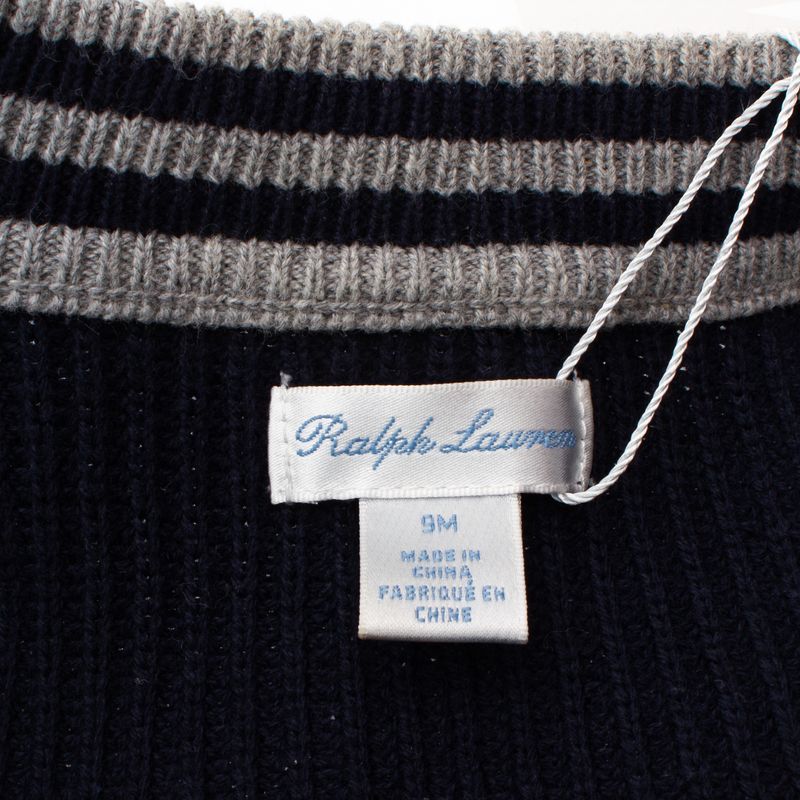 Ralph Lauren
9M
MADE IN
CHINA
FABRIQUÉ EN
CHINE